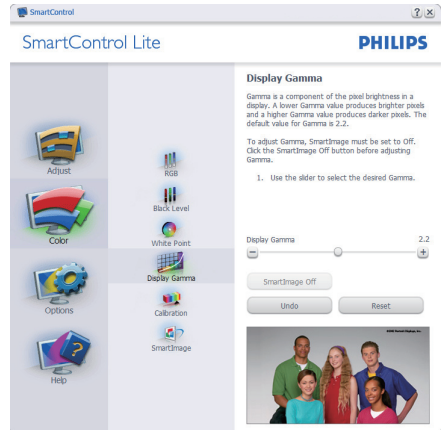 SmartControl
? ×
SmartControl Lite
PHILIPS
Adjust
Color
Options
Help
RGB
Black Level
White Point
Display Gamma
Calibration
SmartImage
Display Gamma
Gamma is a component of the pixel brightness in a
display. A lower Gamma value produces brighter pixels
and a higher Gamma value produces darker pixels. The
default value for Gamma is 2.2.
To adjust Gamma, SmartImage must be set to Off.
Click the SmartImage Off button before adjusting
Gamma.
1. Use the slider to select the desired Gamma.
Display Gamma 2.2
SmartImage Off
Undo Reset